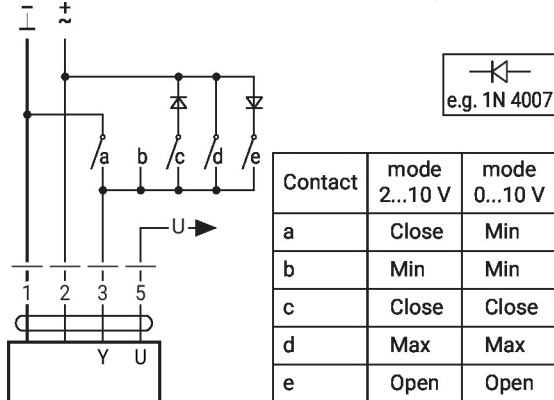 – +
⊥ ~
e.g. 1N 4007
a b c d e
U
1 2 3 5
Y U
Contact mode 2...10 V mode 0...10 V
a Close Min
b Min Min
c Close Close
d Max Max
e Open Open